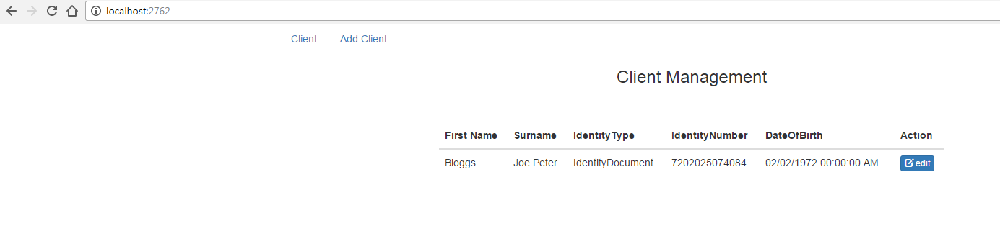 localhost:2762
Client Add Client
Client Management
First Name Surname IdentityType IdentityNumber DateOfBirth Action
Bloggs Joe Peter IdentityDocument 7202025074084 02/02/1972 00:00:00 AM edit